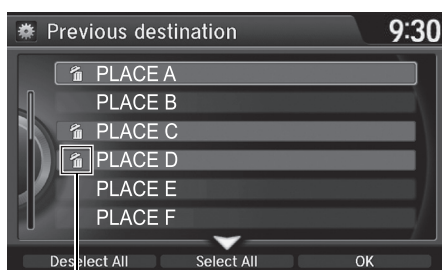 Previous destination 9:30
PLACE A
PLACE B
PLACE C
PLACE D
PLACE E
PLACE F
Deselect All Select All OK